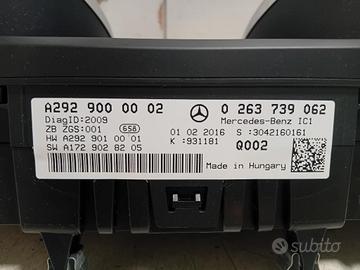 A292 900 00 02
0 263 739 062
DiagID:2009
Mercedes-Benz IC1
ZB ZGS:001
658
01 02 2016
S :3042160161
HW A292 901 00 01
K :931181
Q002
SW A172 902 82 05
Made in Hungary
subito